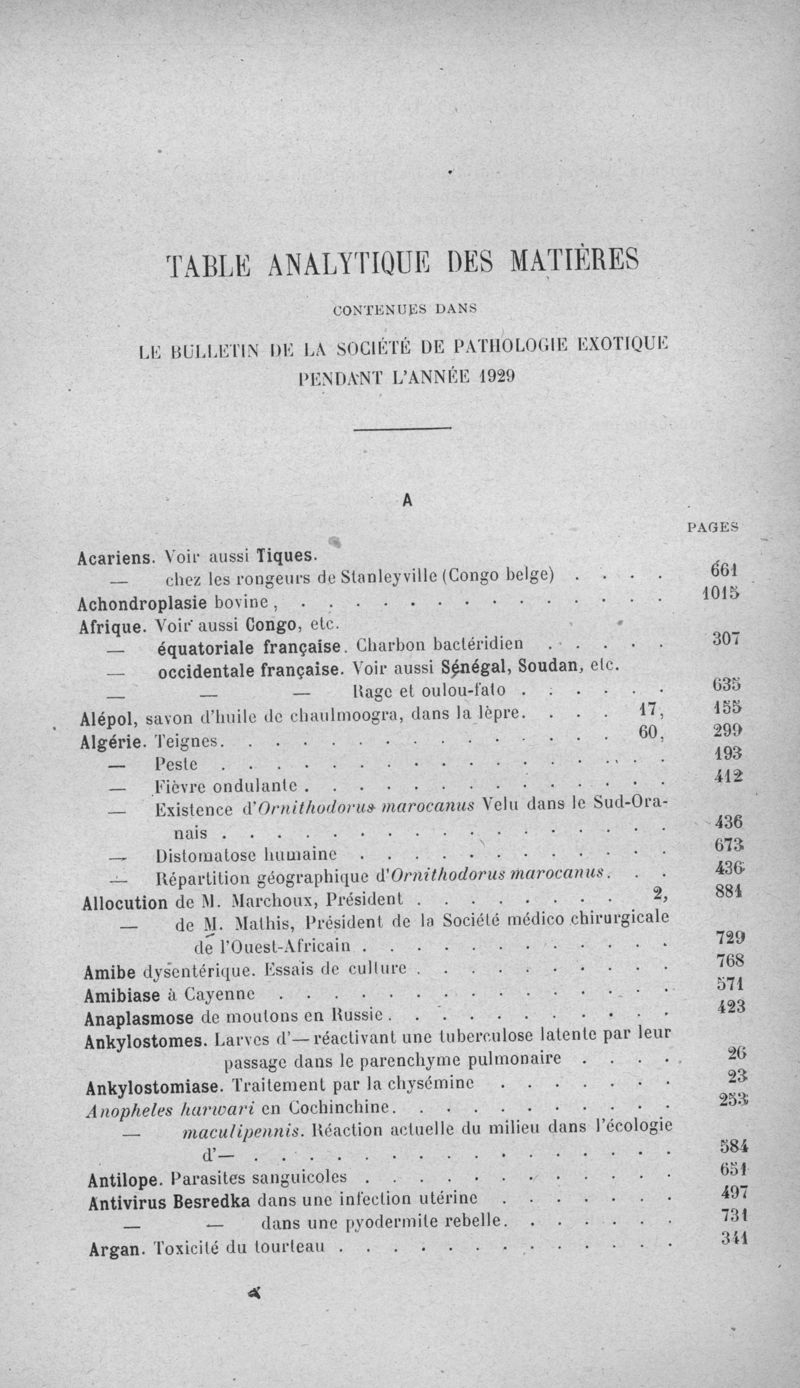 TABLE ANALYTIQUE DES MATIÈRES
CONTENUES DANS
LE BULLETIN DE LA SOCIÉTÉ DE PATHOLOGIE EXOTIQUE
PENDANT L'ANNÉE 1929
A
PAGES
Acariens. Voir aussi Tiques.
— chez les rongeurs de Stanleyville (Congo belge) . . . . 661
Achondroplasie bovine, . . . . . . . . . . . . . . 1015
Afrique. Voir aussi Congo, etc.
— équatoriale française. Charbon bactéridien . . . . . 307
— occidentale française. Voir aussi Sénégal, Soudan, etc.
— — — Rage et oulou-fato . . . . . . 635
Alépol, savon d'huile de chaulmoogra, dans la lèpre. . . . 17, 155
Algérie. Teignes. . . . . . . . . . . . . . . 60, 299
— Peste . . . . . . . . . . . . . . . . . 193
— Fièvre ondulante . . . . . . . . . . . . . . 412
— Existence d'Ornithodorus marocanus Velu dans le Sud-Ora-
nais . . . . . . . . . . . . . . . . . 436
— Distomatose humaine . . . . . . . . . . . . 673
— Répartition géographique d'Ornithodorus marocanus. . . 436
Allocution de M. Marchoux, Président . . . . . . . . . 2, 881
— de M. Mathis, Président de la Société médico chirurgicale
de l'Ouest-Africain . . . . . . . . . . . . 729
Amibe dysentérique. Essais de culture . . . . . . . . . . 768
Amibiase à Cayenne . . . . . . . . . . . . . . . 571
Anaplasmose de moutons en Russie . . . . . . . . . . . 423
Ankylostomes. Larves d'— réactivant une tuberculose latente par leur
passage dans le parenchyme pulmonaire . . . . 26
Ankylostomiase. Traitement par la chysémine . . . . . . . 23
Anopheles harwari en Cochinchine. . . . . . . . . . . 253
— maculipennis. Réaction actuelle du milieu dans l'écologie
d'— . . . . . . . . . . . . . . . . 584
Antilope. Parasites sanguicoles . . . . . . . . . . . . 651
Antivirus Besredka dans une infection utérine . . . . . . . 497
— — dans une pyodermite rebelle. . . . . . . 731
Argan. Toxicité du tourteau . . . . . . . . . . . . . 341